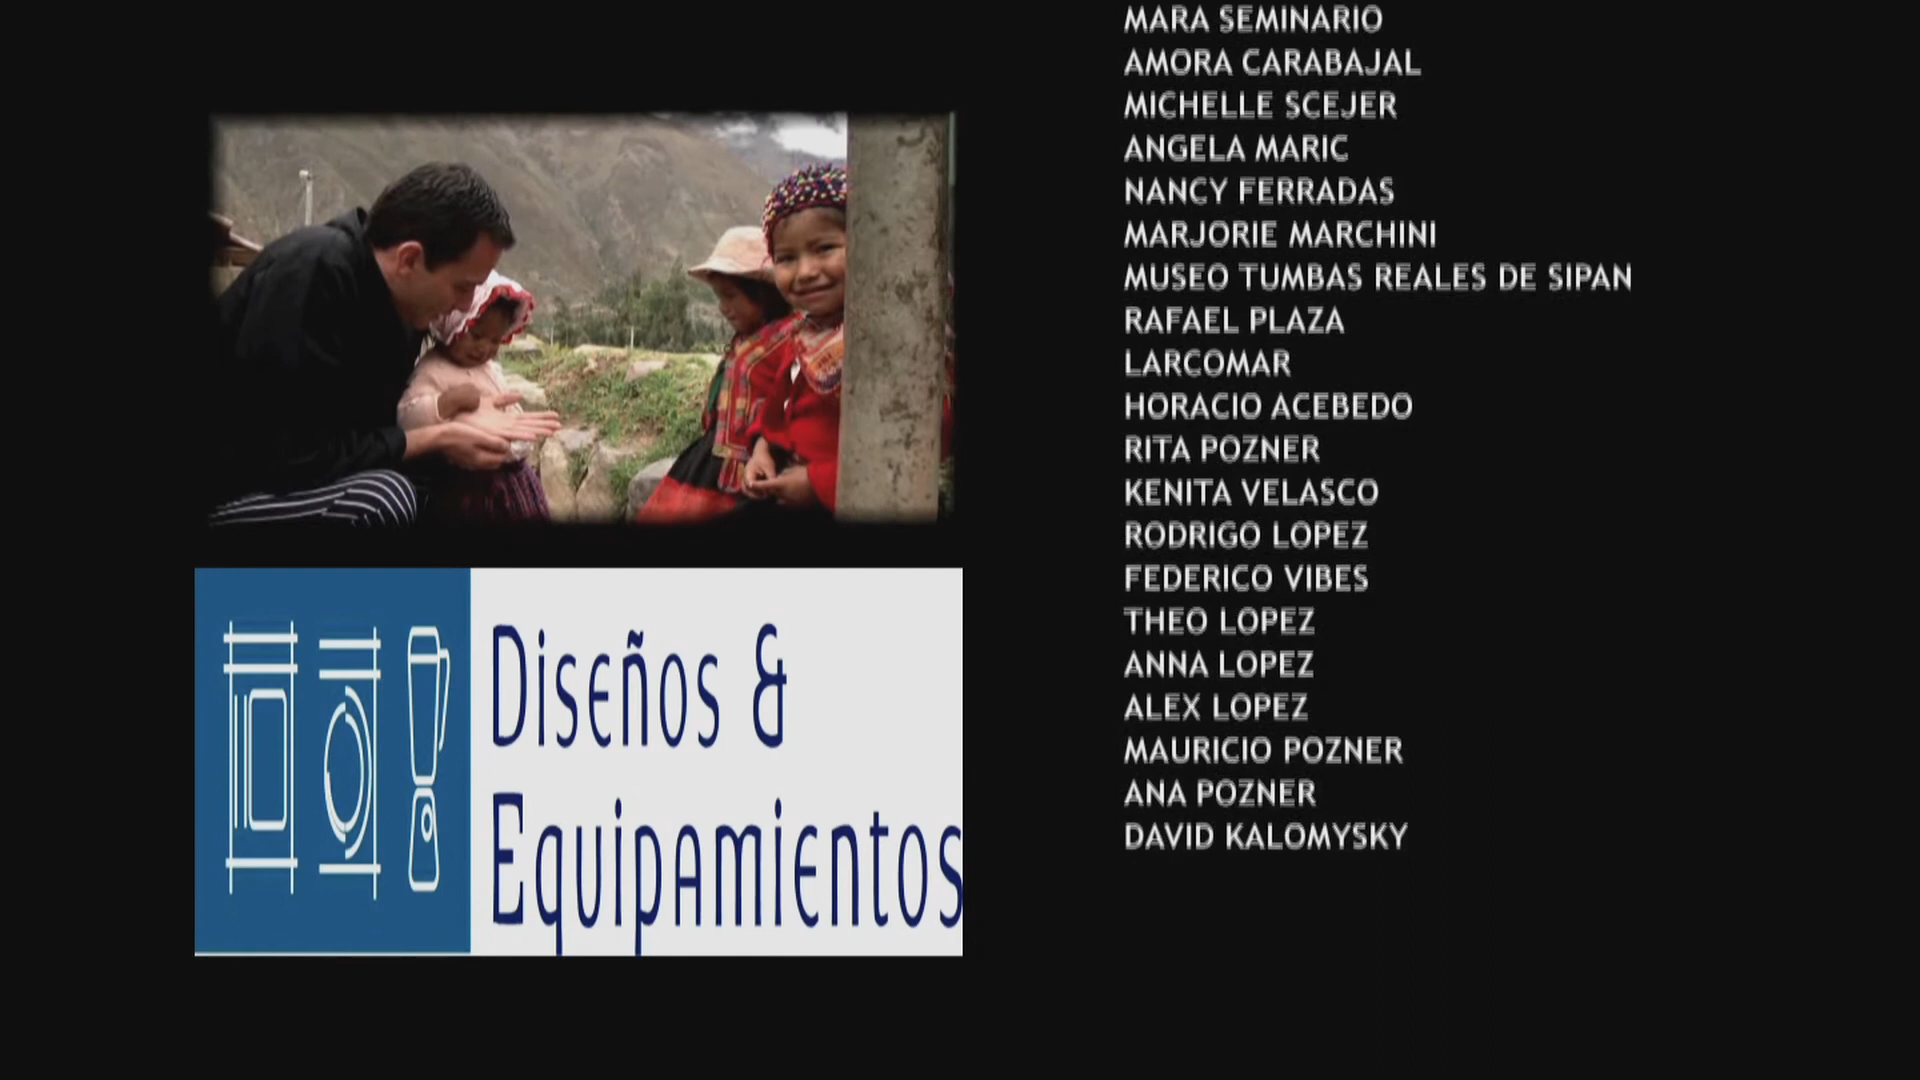 MARA SEMINARIO
AMORA CARABAJAL
MICHELLE SCEJER
ANGELA MARIC
NANCY FERRADAS
MARJORIE MARCHINI
MUSEO TUMBAS REALES DE SIPAN
RAFAEL PLAZA
LARCOMAR
HORACIO ACEBEDO
RITA POZNER
KENITA VELASCO
RODRIGO LOPEZ
FEDERICO VIBES
THEO LOPEZ
ANNA LOPEZ
ALEX LOPEZ
MAURICIO POZNER
ANA POZNER
DAVID KALOMYSKY
Diseños &
Equipamientos